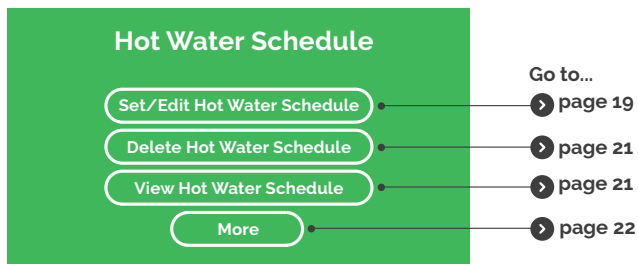 Hot Water Schedule
Go to...
Set/Edit Hot Water Schedule page 19
Delete Hot Water Schedule page 21
View Hot Water Schedule page 21
More page 22